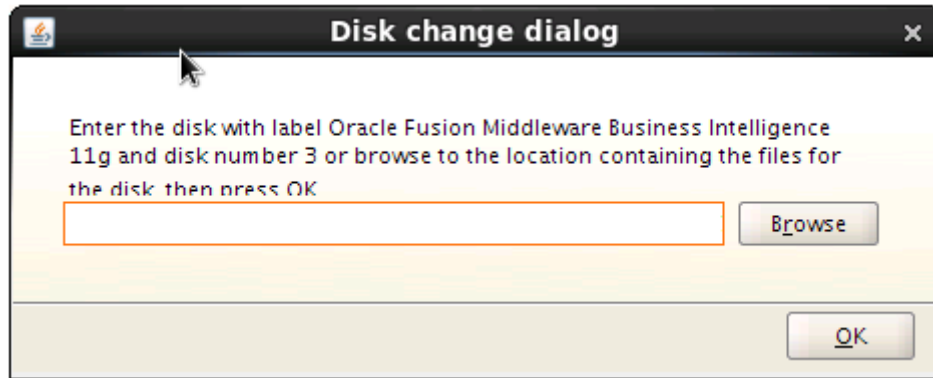 Disk change dialog
Enter the disk with label Oracle Fusion Middleware Business Intelligence
11g and disk number 3 or browse to the location containing the files for
the disk, then press OK
Browse
OK